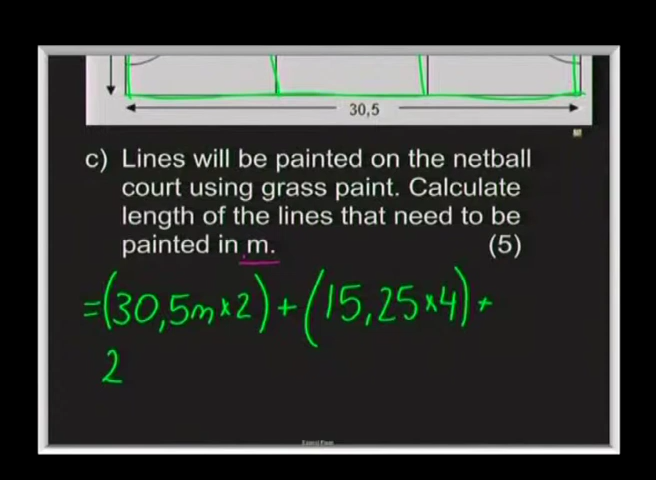 30,5
c) Lines will be painted on the netball
court using grass paint. Calculate
length of the lines that need to be
painted in m. (5)
=(30,5m×2)+(15,25×4)+
2